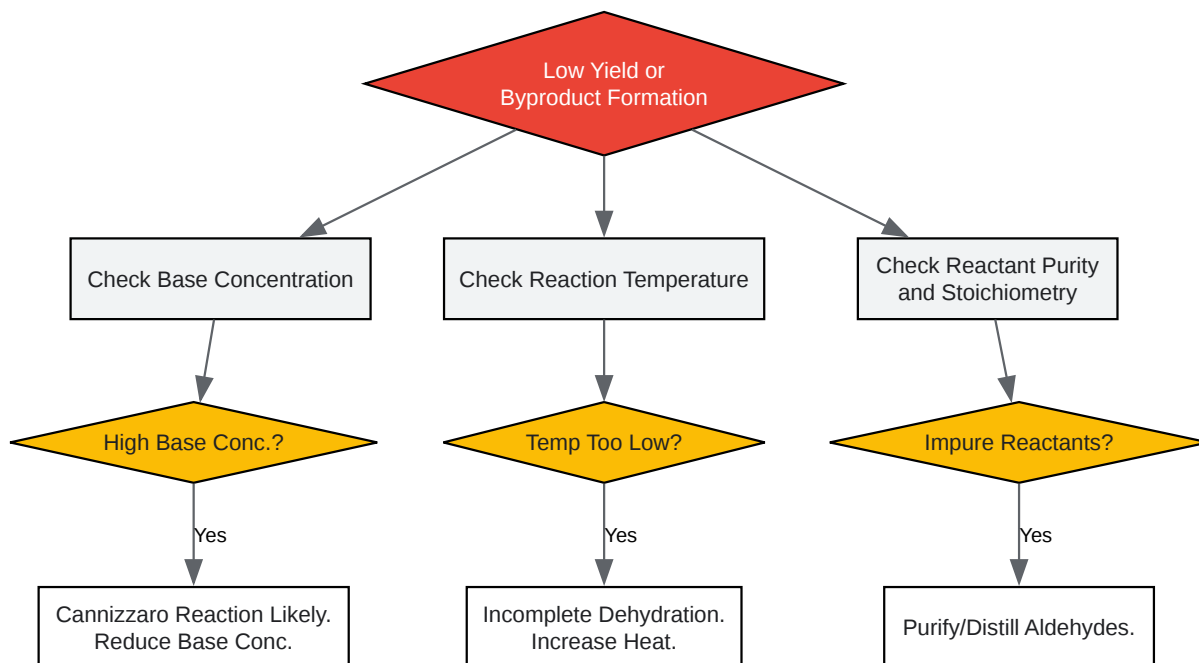 Low Yield or
Byproduct Formation
Check Base Concentration
Check Reaction Temperature
Check Reactant Purity
and Stoichiometry
High Base Conc.?
Temp Too Low?
Impure Reactants?
Yes
Yes
Yes
Cannizzaro Reaction Likely.
Reduce Base Conc.
Incomplete Dehydration.
Increase Heat.
Purify/Distill Aldehydes.